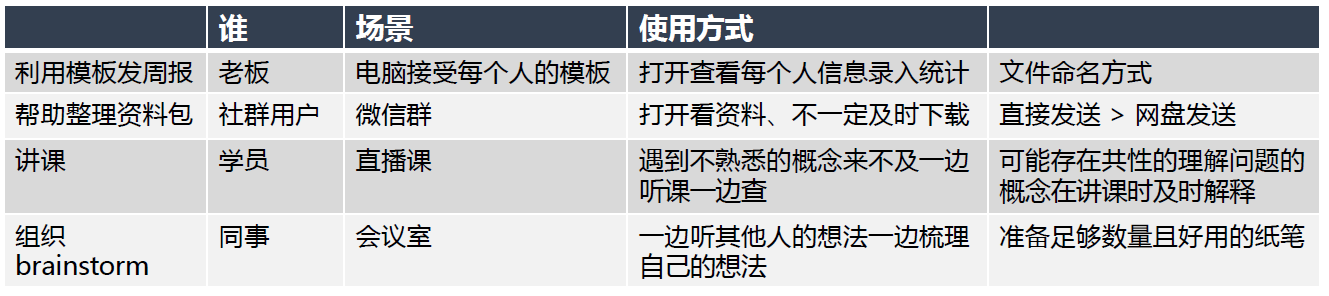 谁 场景 使用方式
利用模板发周报 老板 电脑接受每个人的模板 打开查看每个人信息录入统计 文件命名方式
帮助整理资料包 社群用户 微信群 打开看资料、不一定及时下载 直接发送 > 网盘发送
讲课 学员 直播课 遇到不熟悉的概念来不及一边 可能存在共性的理解问题的
听课一边查 概念在讲课时及时解释
组织 同事 会议室 一边听其他人的想法一边梳理 准备足够数量且好用的纸笔
brainstorm 自己的想法